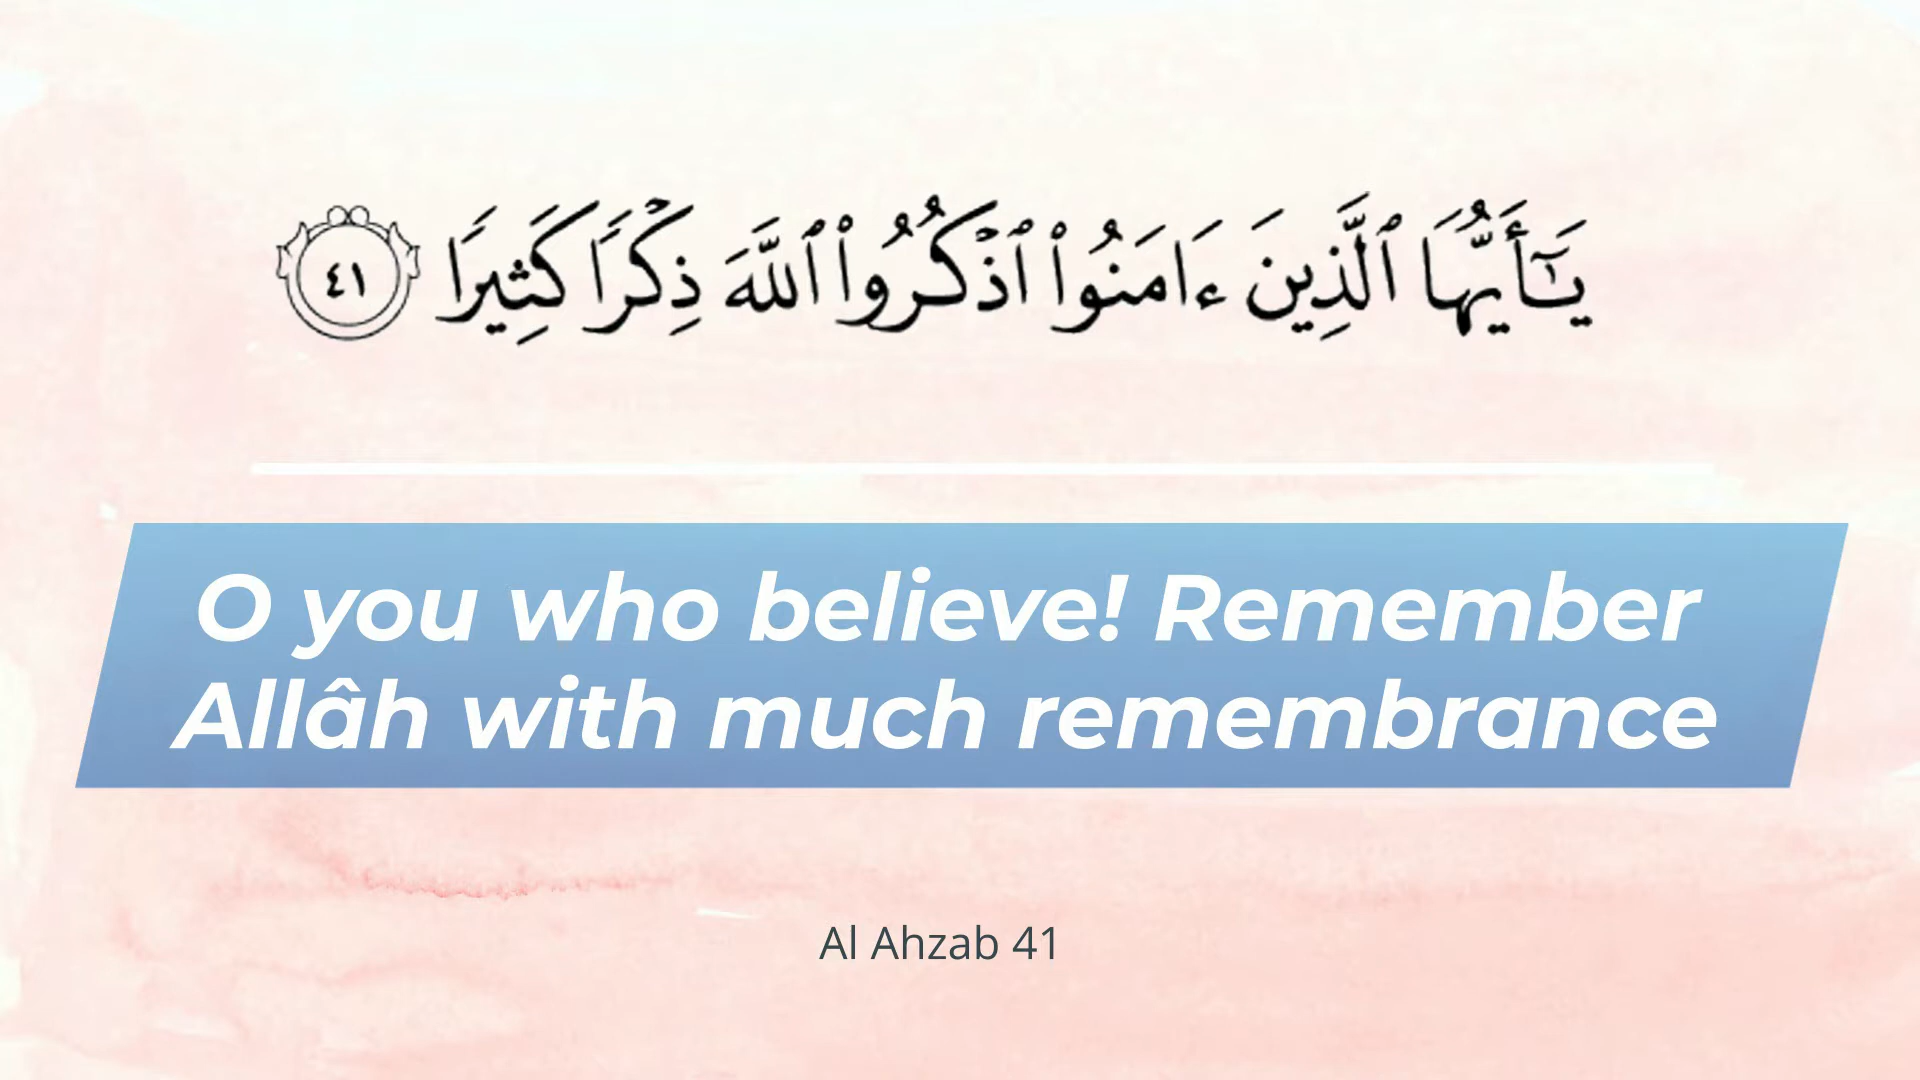 يَـٰٓأَيُّهَا ٱلَّذِينَ ءَامَنُوا۟ ٱذْكُرُوا۟ ٱللَّهَ ذِكْرًا كَثِيرًا ٤١
O you who believe! Remember
Allâh with much remembrance
Al Ahzab 41